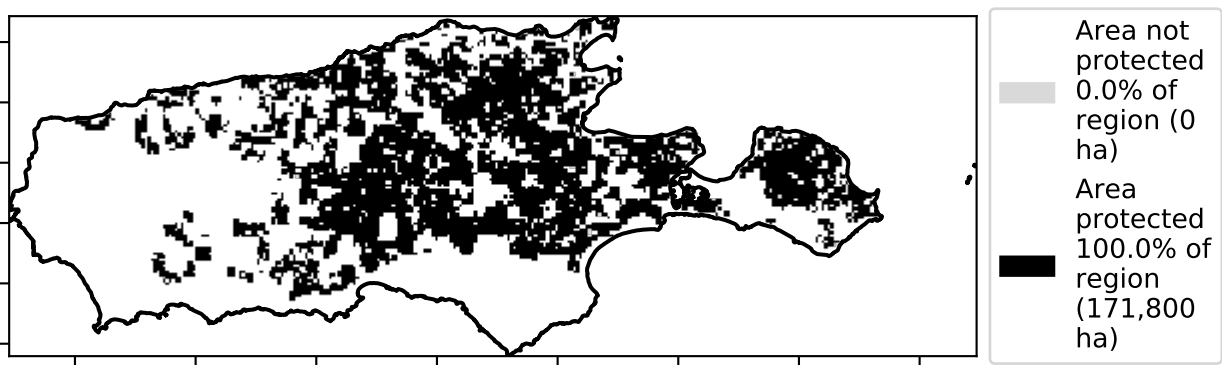 Area not
protected
0.0% of
region (0
ha)
Area
protected
100.0% of
region
(171,800
ha)